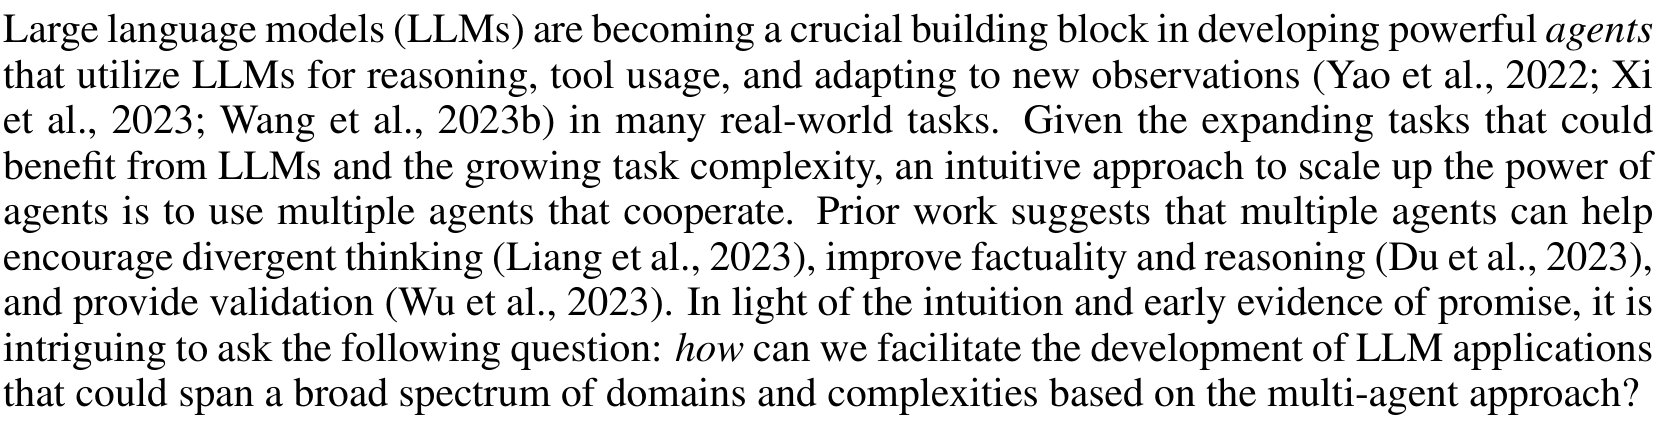 Large language models (LLMs) are becoming a crucial building block in developing powerful agents
that utilize LLMs for reasoning, tool usage, and adapting to new observations (Yao et al., 2022; Xi
et al., 2023; Wang et al., 2023b) in many real-world tasks. Given the expanding tasks that could
benefit from LLMs and the growing task complexity, an intuitive approach to scale up the power of
agents is to use multiple agents that cooperate. Prior work suggests that multiple agents can help
encourage divergent thinking (Liang et al., 2023), improve factuality and reasoning (Du et al., 2023),
and provide validation (Wu et al., 2023). In light of the intuition and early evidence of promise, it is
intriguing to ask the following question: how can we facilitate the development of LLM applications
that could span a broad spectrum of domains and complexities based on the multi-agent approach?